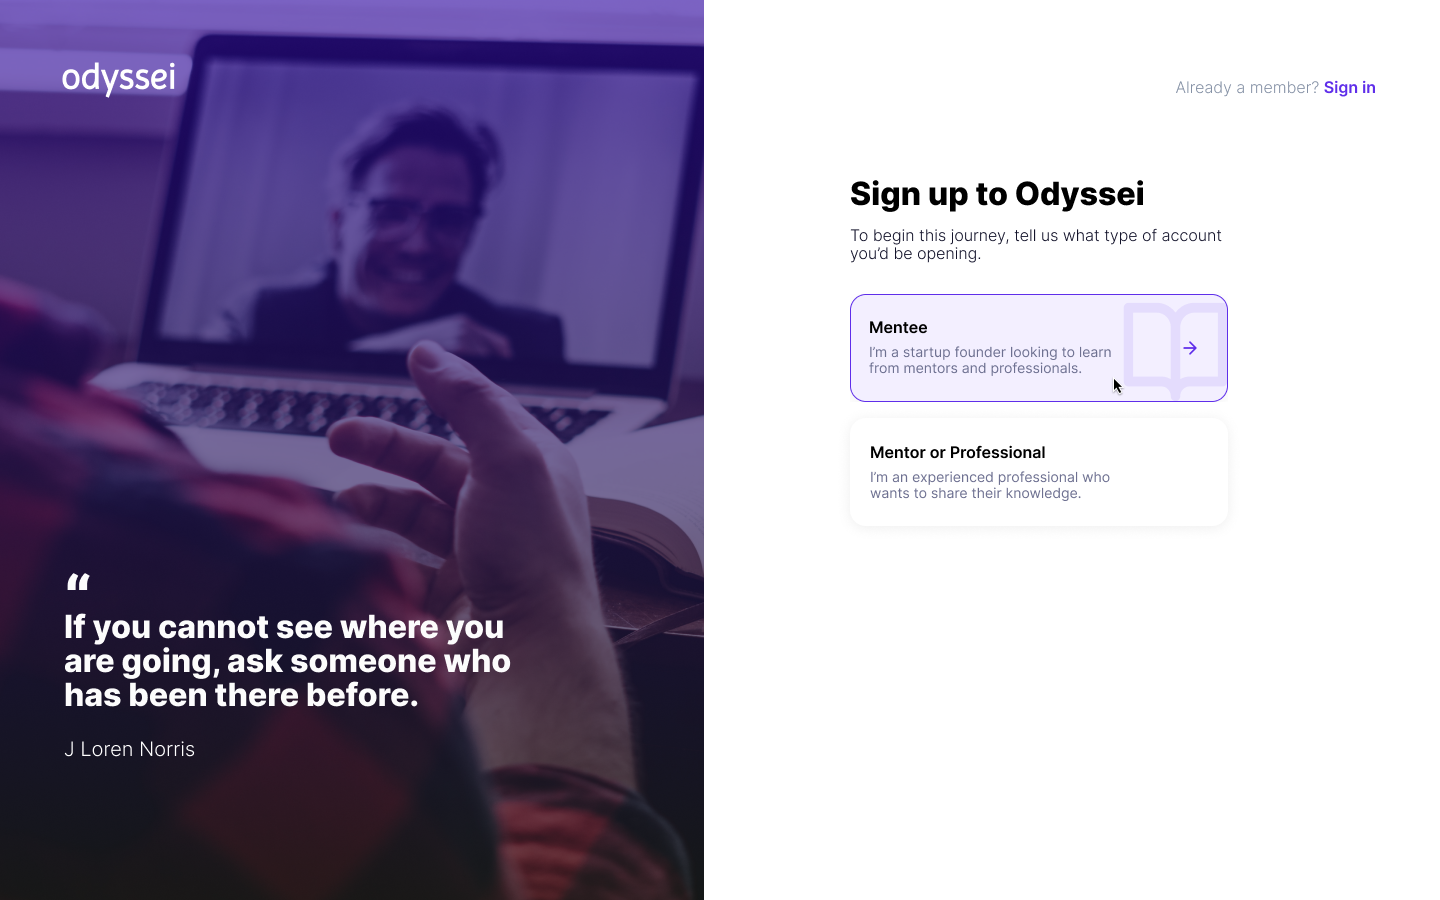 odyssei
Already a member? Sign in
Sign up to Odyssei
To begin this journey, tell us what type of account
you’d be opening.
Mentee
I’m a startup founder looking to learn
from mentors and professionals.
Mentor or Professional
I’m an experienced professional who
wants to share their knowledge.
“
If you cannot see where you
are going, ask someone who
has been there before.
J Loren Norris